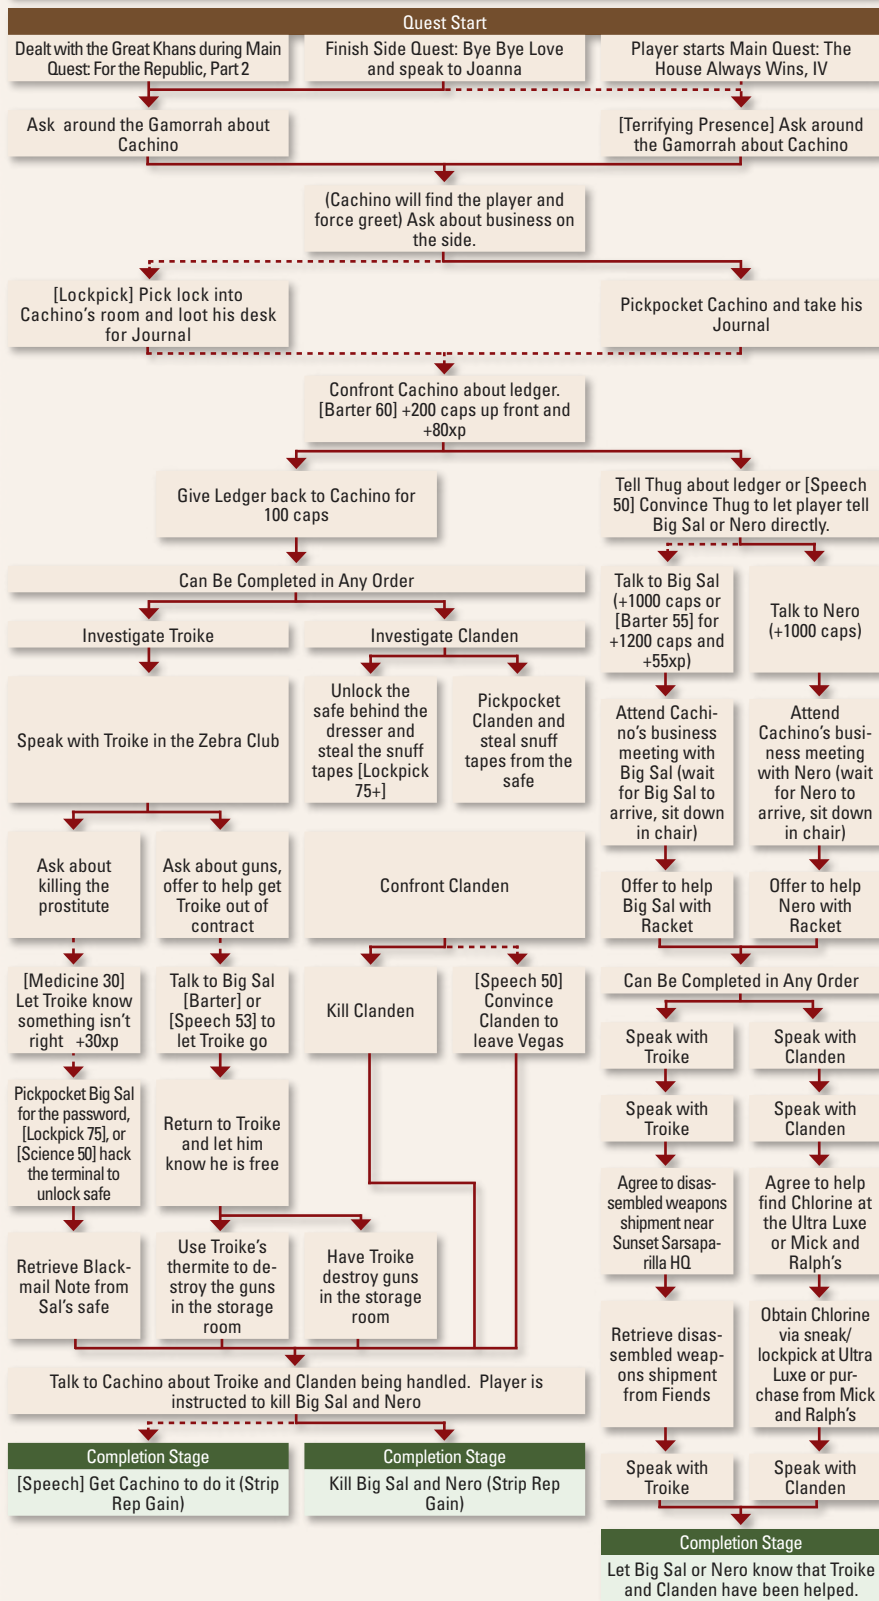 Quest Start
Dealt with the Great Khans during Main
Quest: For the Republic, Part 2
Finish Side Quest: Bye Bye Love
and speak to Joanna
Player starts Main Quest: The
House Always Wins, IV
Ask around the Gamorrah about
Cachino
[Terrifying Presence] Ask around
the Gamorrah about Cachino
(Cachino will find the player and
force greet) Ask about business on
the side.
[Lockpick] Pick lock into
Cachino's room and loot his desk
for Journal
Pickpocket Cachino and take his
Journal
Confront Cachino about ledger.
[Barter 60] +200 caps up front and
+80xp
Give Ledger back to Cachino for
100 caps
Tell Thug about ledger or [Speech
50] Convince Thug to let player tell
Big Sal or Nero directly.
Can Be Completed in Any Order
Investigate Troike
Investigate Clanden
Talk to Big Sal
(+1000 caps or
[Barter 55] for
+1200 caps and
+55xp)
Talk to Nero
(+1000 caps)
Speak with Troike in the Zebra Club
Unlock the
safe behind the
dresser and
steal the snuff
tapes [Lockpick
75+]
Pickpocket
Clanden and
steal snuff
tapes from the
safe
Attend Cachi-
no's business
meeting with
Big Sal (wait
for Big Sal to
arrive, sit down
in chair)
Attend
Cachino's busi-
ness meeting
with Nero (wait
for Nero to
arrive, sit down
in chair)
Ask about
killing the
prostitute
Ask about guns,
offer to help get
Troike out of
contract
Confront Clanden
Offer to help
Big Sal with
Racket
Offer to help
Nero with
Racket
[Medicine 30]
Let Troike know
something isn't
right +30xp
Talk to Big Sal
[Barter] or
[Speech 53] to
let Troike go
Kill Clanden
[Speech 50]
Convince
Clanden to
leave Vegas
Can Be Completed in Any Order
Speak with
Troike
Speak with
Clanden
Pickpocket Big Sal
for the password,
[Lockpick 75], or
[Science 50] hack
the terminal to
unlock safe
Return to Troike
and let him
know he is free
Speak with
Troike
Speak with
Clanden
Agree to disas-
sembled weapons
shipment near
Sunset Sarsapa-
rilla HQ
Agree to help
find Chlorine at
the Ultra Luxe
or Mick and
Ralph's
Retrieve Black-
mail Note from
Sal's safe
Use Troike's
thermite to de-
stroy the guns
in the storage
room
Have Troike
destroy guns
in the storage
room
Retrieve disas-
sembled weap-
ons shipment
from Fiends
Obtain Chlorine
via sneak/
lockpick at Ultra
Luxe or pur-
chase from Mick
and Ralph's
Talk to Cachino about Troike and Clanden being handled. Player is
instructed to kill Big Sal and Nero
Completion Stage
[Speech] Get Cachino to do it (Strip
Rep Gain)
Completion Stage
Kill Big Sal and Nero (Strip Rep
Gain)
Speak with
Troike
Speak with
Clanden
Completion Stage
Let Big Sal or Nero know that Troike
and Clanden have been helped.